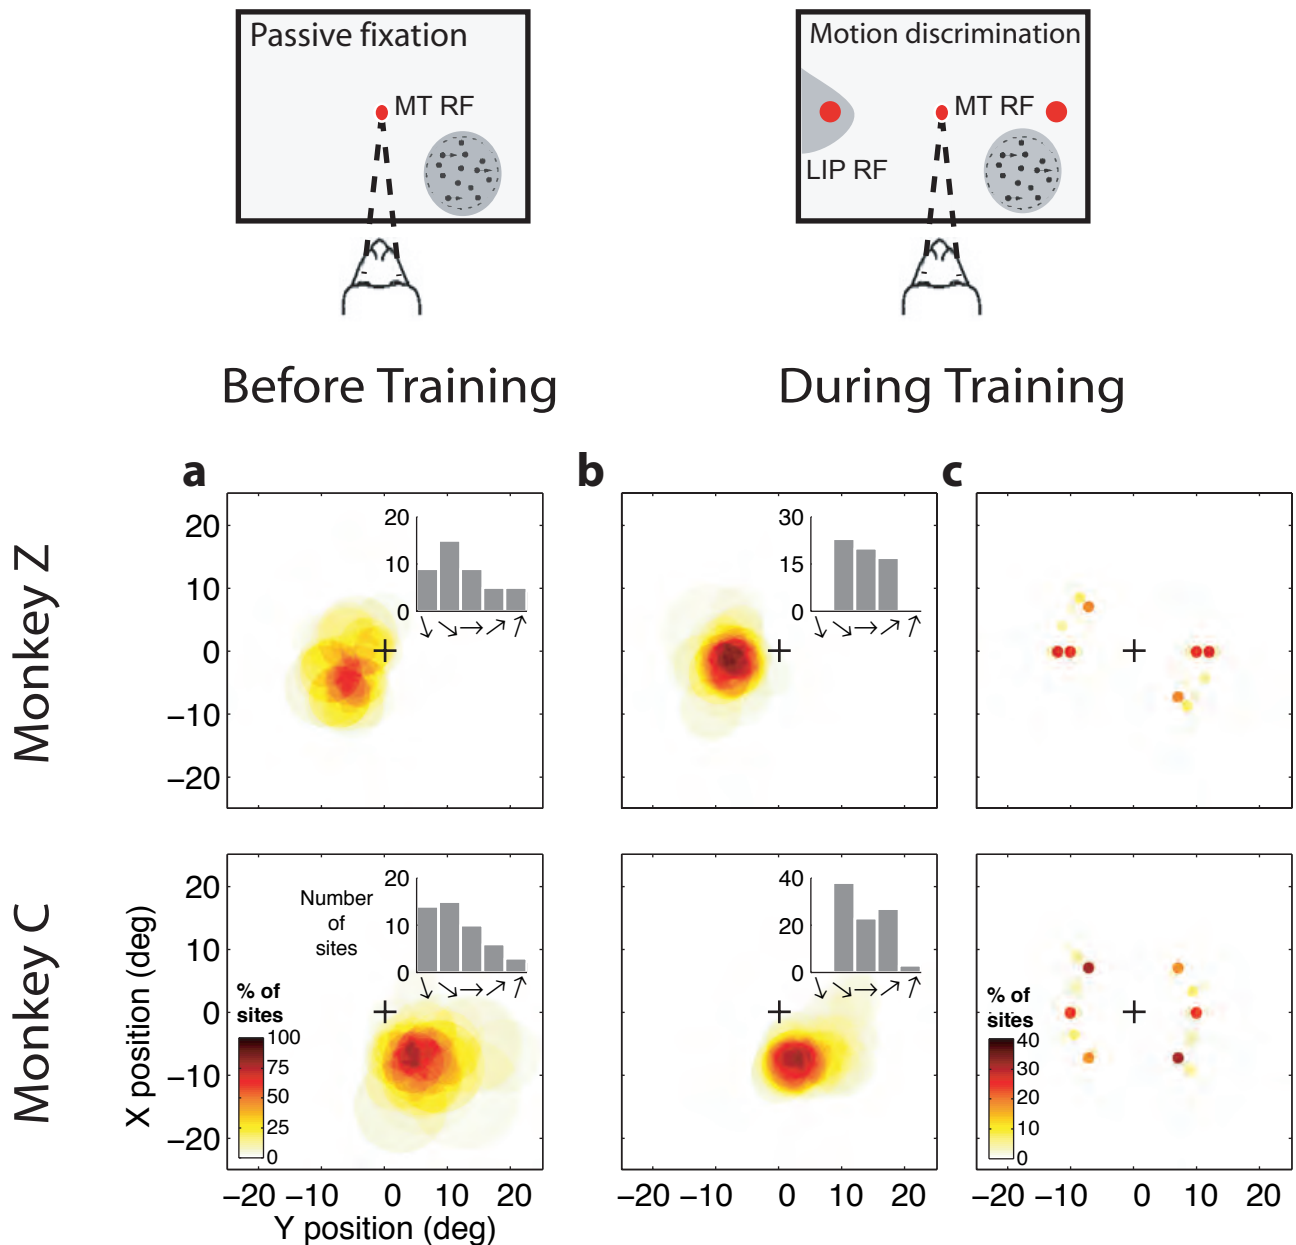 Passive fixation
MT RF
Motion discrimination
MT RF
LIP RF
Before Training
During Training
a
b
c
Monkey Z
20
10
0
−10
−20
20
10
0
30
15
0
Monkey C
X position (deg)
20
10
0
−10
−20
Number
of
sites
20
10
0
% of
sites
100
75
50
25
0
40
20
0
% of
sites
40
30
20
10
0
−20 −10 0 10 20
−20 −10 0 10 20
−20 −10 0 10 20
Y position (deg)